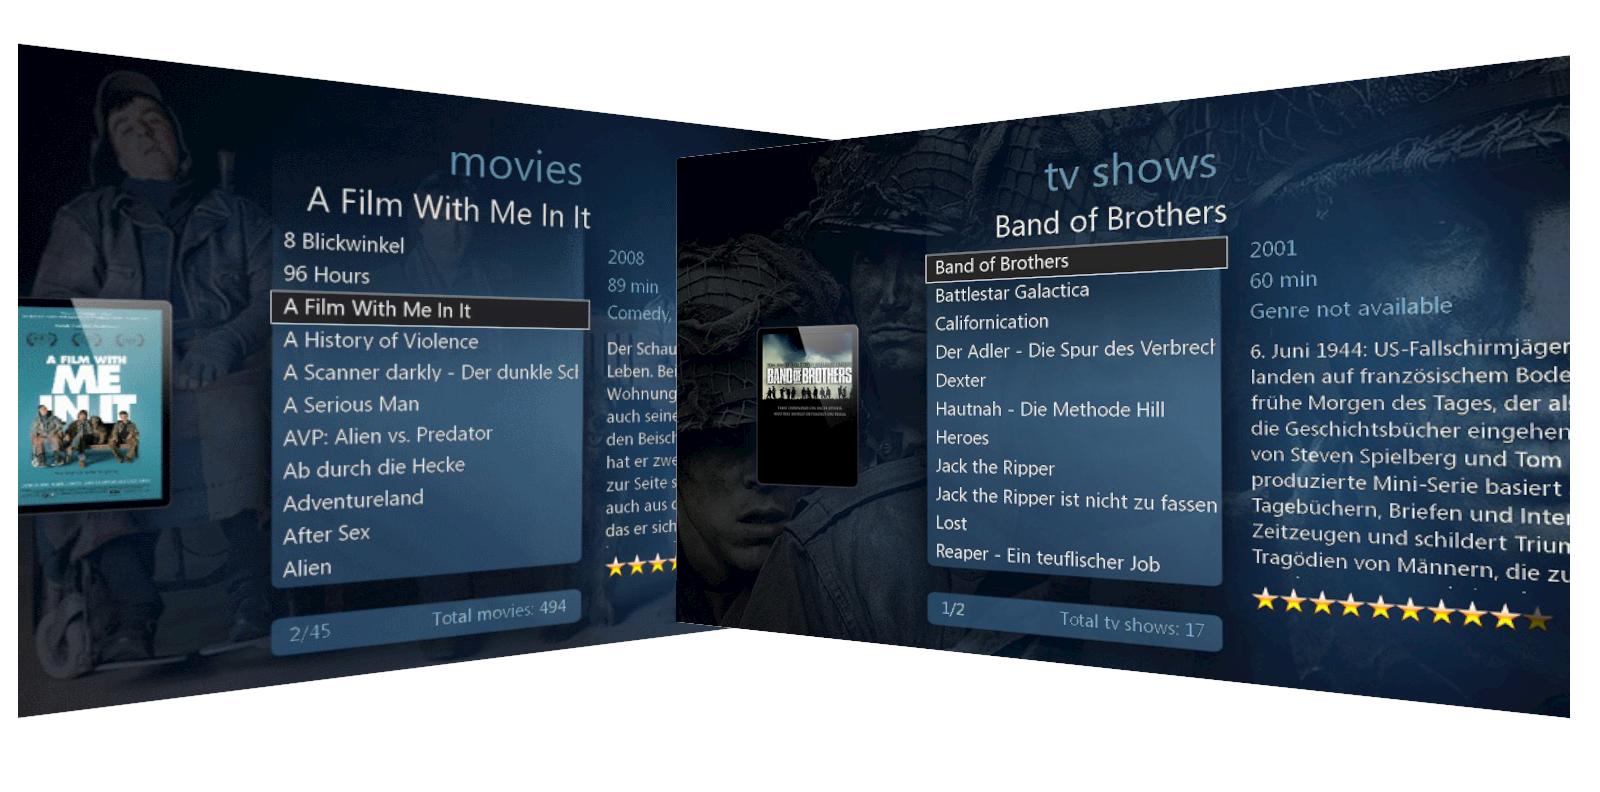 movies
A Film With Me In It
8 Blickwinkel
96 Hours
A Film With Me In It
A History of Violence
A Scanner darkly - Der dunkle Sch
A Serious Man
AVP: Alien vs. Predator
Ab durch die Hecke
Adventureland
After Sex
Alien
2/45
Total movies: 494
A FILM WITH
ME
IN IT
2008
89 min
Comedy,
Der Schau
Leben. Bei
Wohnung
auch seine
den Beisch
hat er zwe
zur Seite s
auch aus d
das er sich
tv shows
Band of Brothers
Band of Brothers
Battlestar Galactica
Californication
Der Adler - Die Spur des Verbrech
Dexter
Hautnah - Die Methode Hill
Heroes
Jack the Ripper
Jack the Ripper ist nicht zu fassen
Lost
Reaper - Ein teuflischer Job
1/2
Total tv shows: 17
BAND OF BROTHERS
2001
60 min
Genre not available
6. Juni 1944: US-Fallschirmjäger
landen auf französischem Bode
frühe Morgen des Tages, der als
die Geschichtsbücher eingehen
von Steven Spielberg und Tom
produzierte Mini-Serie basiert
Tagebüchern, Briefen und Inter
Zeitzeugen und schildert Trium
Tragödien von Männern, die zu